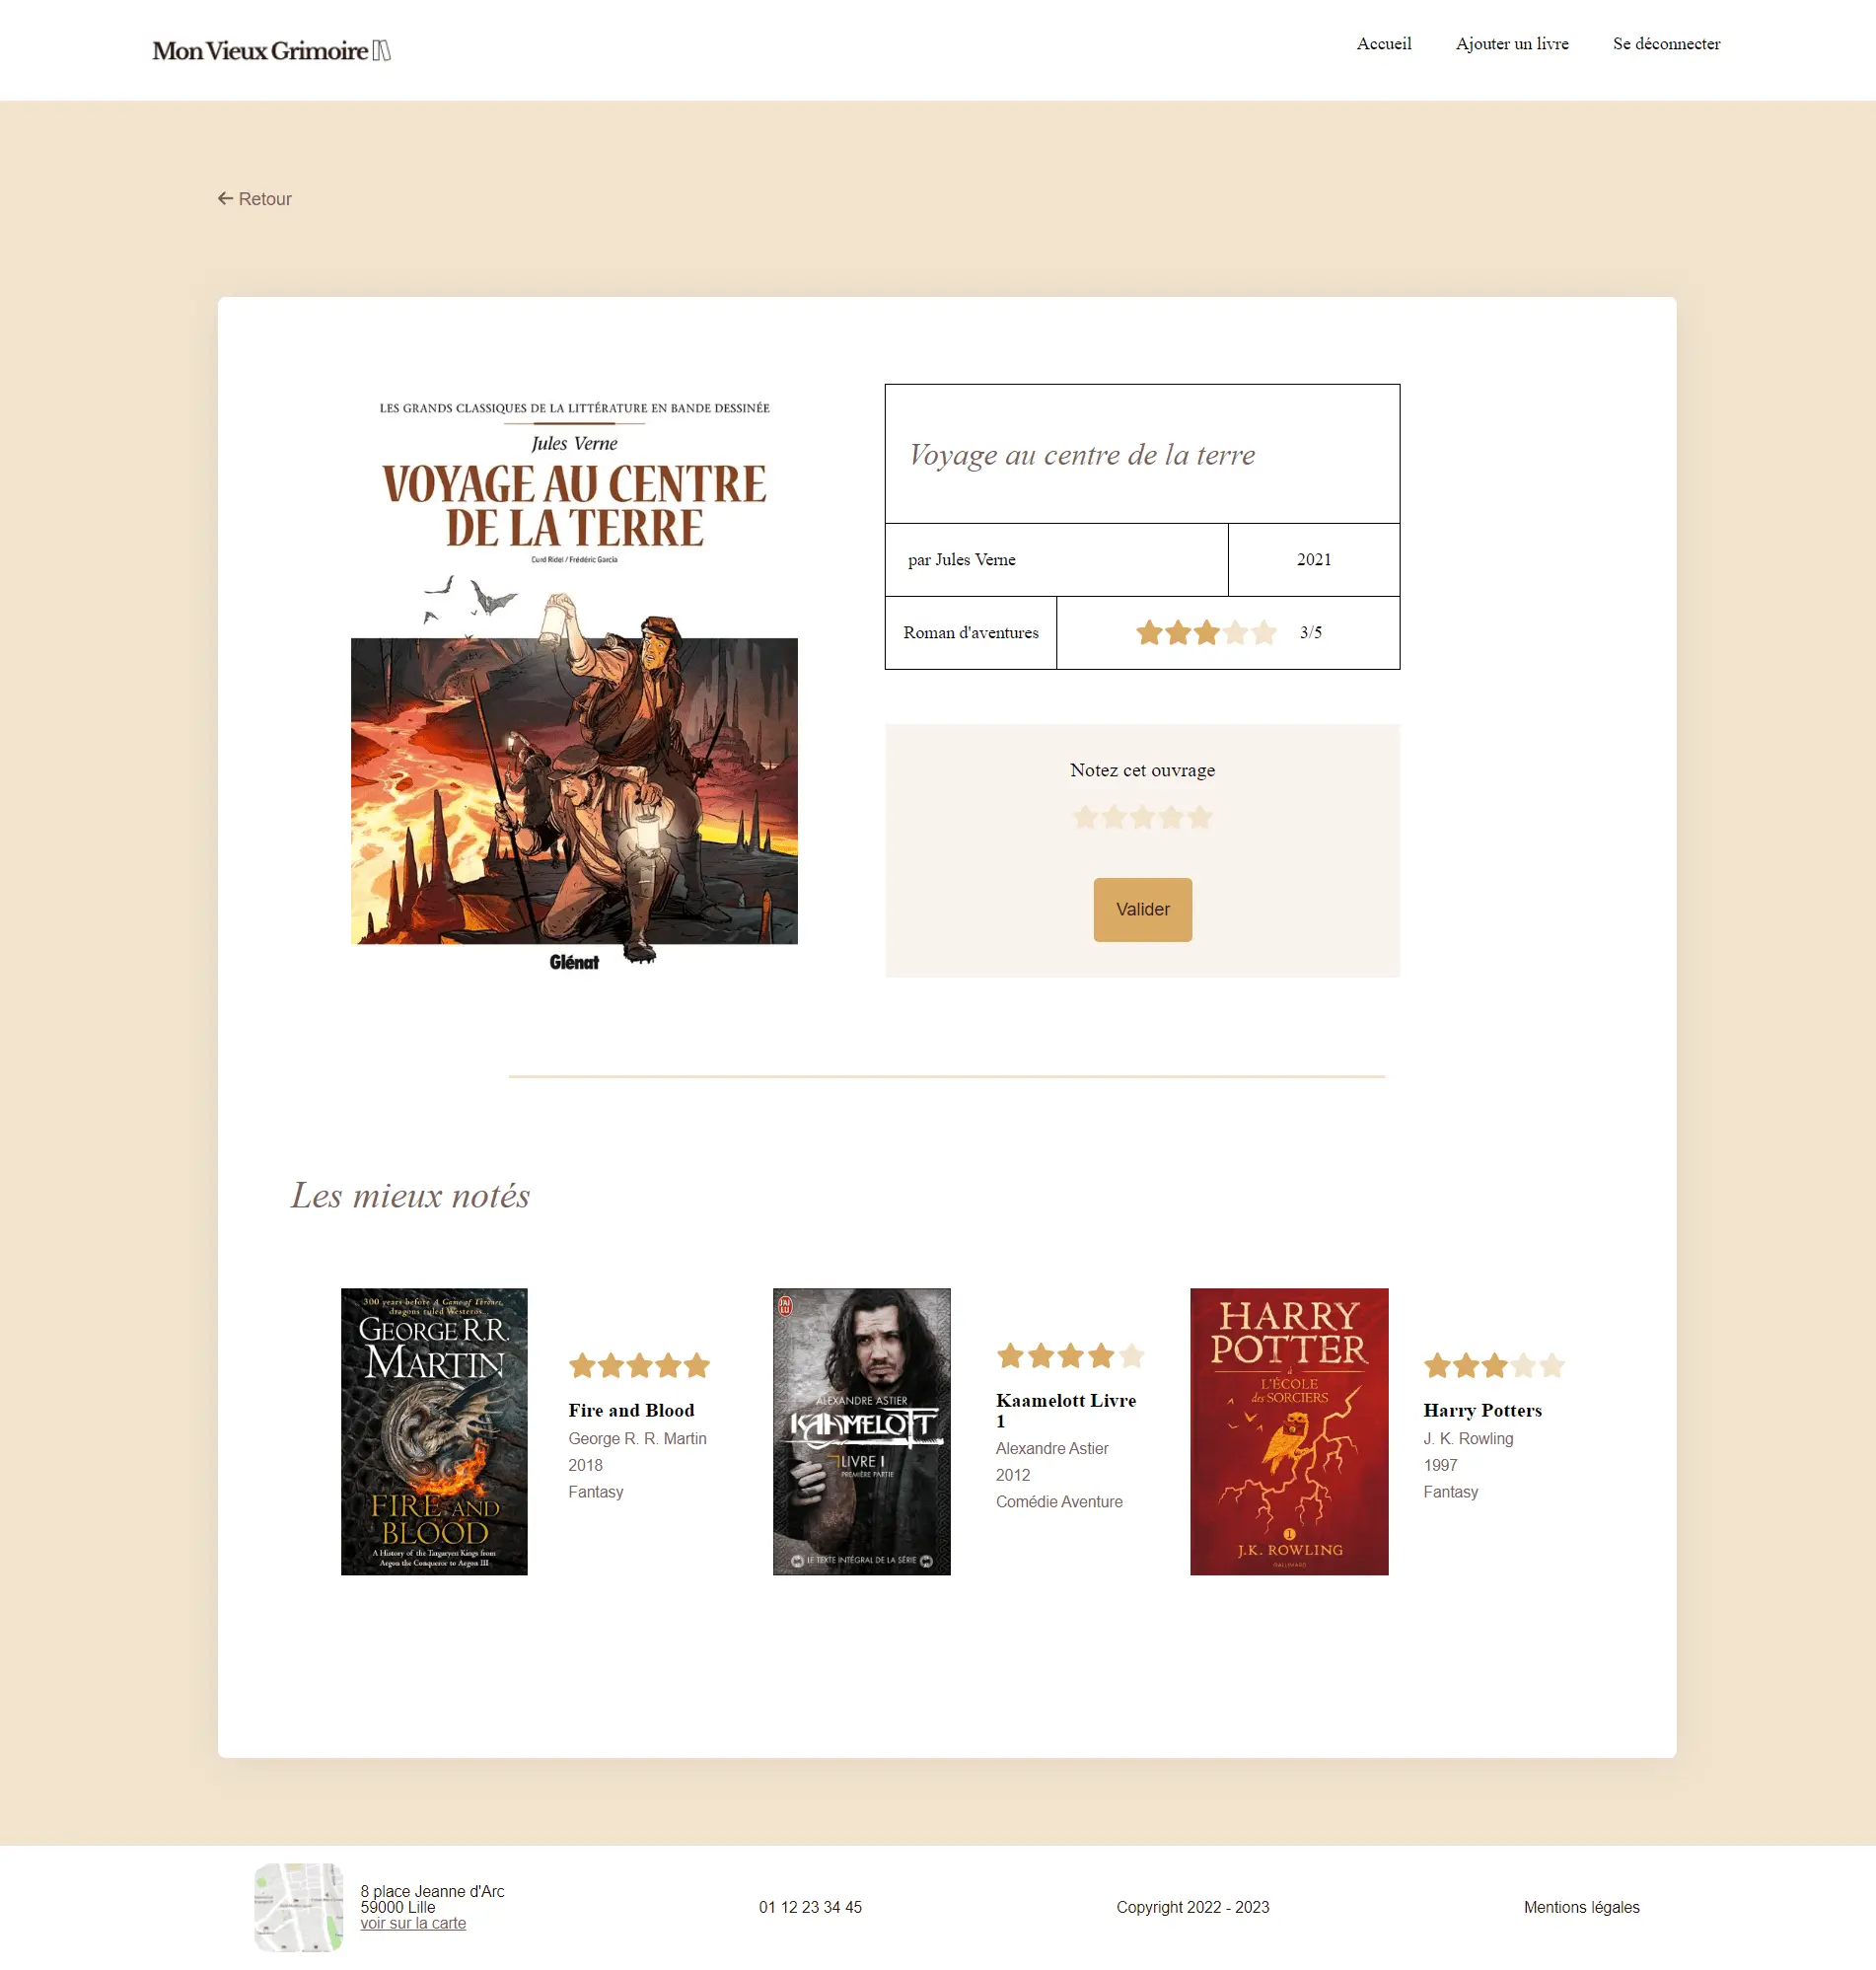 Mon Vieux Grimoire
Accueil
Ajouter un livre
Se déconnecter
Retour
LES GRANDS CLASSIQUES DE LA LITTÉRATURE EN BANDE DESSINÉE
Jules Verne
VOYAGE AU CENTRE
DE LA TERRE
Curd Ridel / Frédéric Garcia
Glénat
Voyage au centre de la terre
par Jules Verne
2021
Roman d'aventures
3/5
Notez cet ouvrage
Valider
Les mieux notés
300 years before A Game of Thrones,
dragons ruled Westeros...
GEORGE R.R.
MARTIN
FIRE AND
BLOOD
A History of the Targaryen Kings from
Aegon the Conqueror to Aegon III
Fire and Blood
George R. R. Martin
2018
Fantasy
J'AI
LU
ALEXANDRE ASTIER
KAAMELOTT
LIVRE I
PREMIÈRE PARTIE
LE TEXTE INTÉGRAL DE LA SÉRIE
Kaamelott Livre
1
Alexandre Astier
2012
Comédie Aventure
HARRY
POTTER
à
L'ÉCOLE
des SORCIERS
I
J.K. ROWLING
GALLIMARD
Harry Potters
J. K. Rowling
1997
Fantasy
8 place Jeanne d'Arc
59000 Lille
voir sur la carte
01 12 23 34 45
Copyright 2022 - 2023
Mentions légales